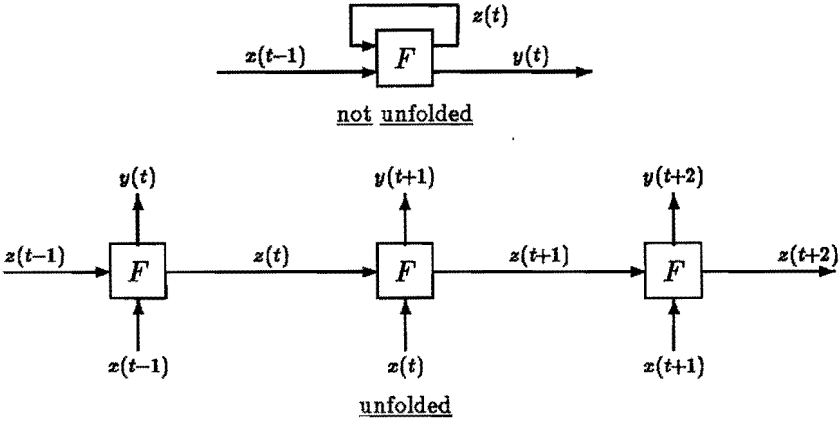 z(t)
x(t−1) F y(t)
not unfolded
y(t) y(t+1) y(t+2)
z(t−1) F z(t) F z(t+1) F z(t+2)
x(t−1) x(t) x(t+1)
unfolded